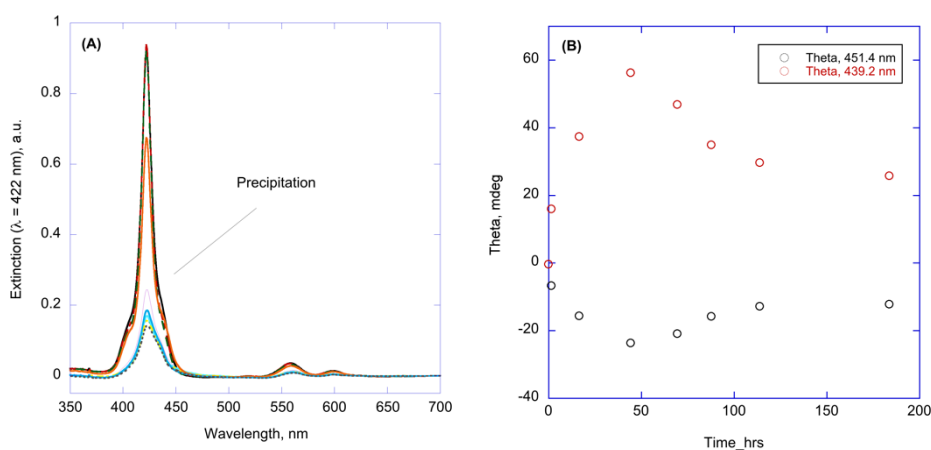 (A)
Extinction (λ = 422 nm), a.u.
1
0.8
0.6
0.4
0.2
0
Precipitation
350 400 450 500 550 600 650 700
Wavelength, nm
(B)
Theta, 451.4 nm
Theta, 439.2 nm
Theta, mdeg
60
40
20
0
-20
-40
0 50 100 150 200
Time_hrs